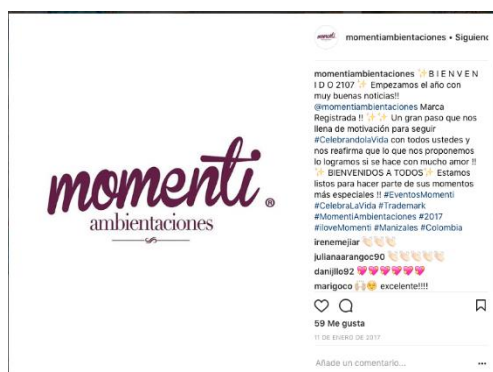 momenti ®
ambientaciones
momenti
momentiambientaciones • Siguiend
momentiambientaciones ✨B I E N V E N
I D O 2107 ✨ Empezamos el año con
muy buenas noticias!!
@momentiambientaciones Marca
Registrada !! ✨✨ Un gran paso que nos
llena de motivación para seguir
#CelebrandolaVida con todos ustedes y
nos reafirma que lo que nos proponemos
lo logramos si se hace con mucho amor !!
✨ BIENVENIDOS A TODOS✨ Estamos
listos para hacer parte de sus momentos
más especiales !! #EventosMomenti
#CelebraLaVida #Trademark
#MomentiAmbientaciones #2017
#iloveMomenti #Manizales #Colombia
irenemejiar 👏🏻👏🏻👏🏻
julianaarangoc90 👏🏻👏🏻👏🏻👏🏻👏🏻
danijllo92 💖💖💖💖💖💖
marigoco 🙌🏻☺️ excelente!!!!
59 Me gusta
11 DE ENERO DE 2017
Añade un comentario...